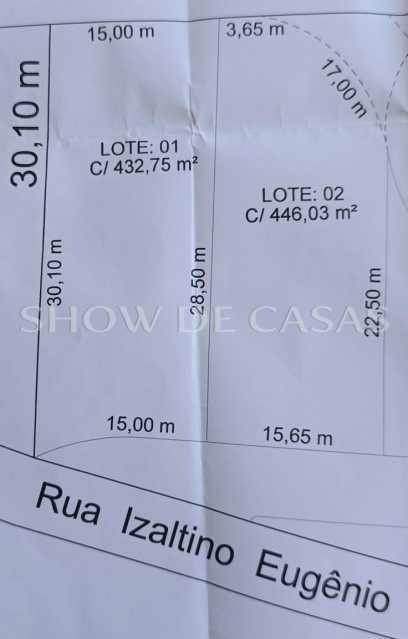 15,00 m
3,65 m
17,00 m
30,10 m
LOTE: 01
C/ 432,75 m²
LOTE: 02
C/ 446,03 m²
30,10 m
28,50 m
22,50 m
SHOW DE CASAS
15,00 m
15,65 m
Rua Izaltino Eugênio